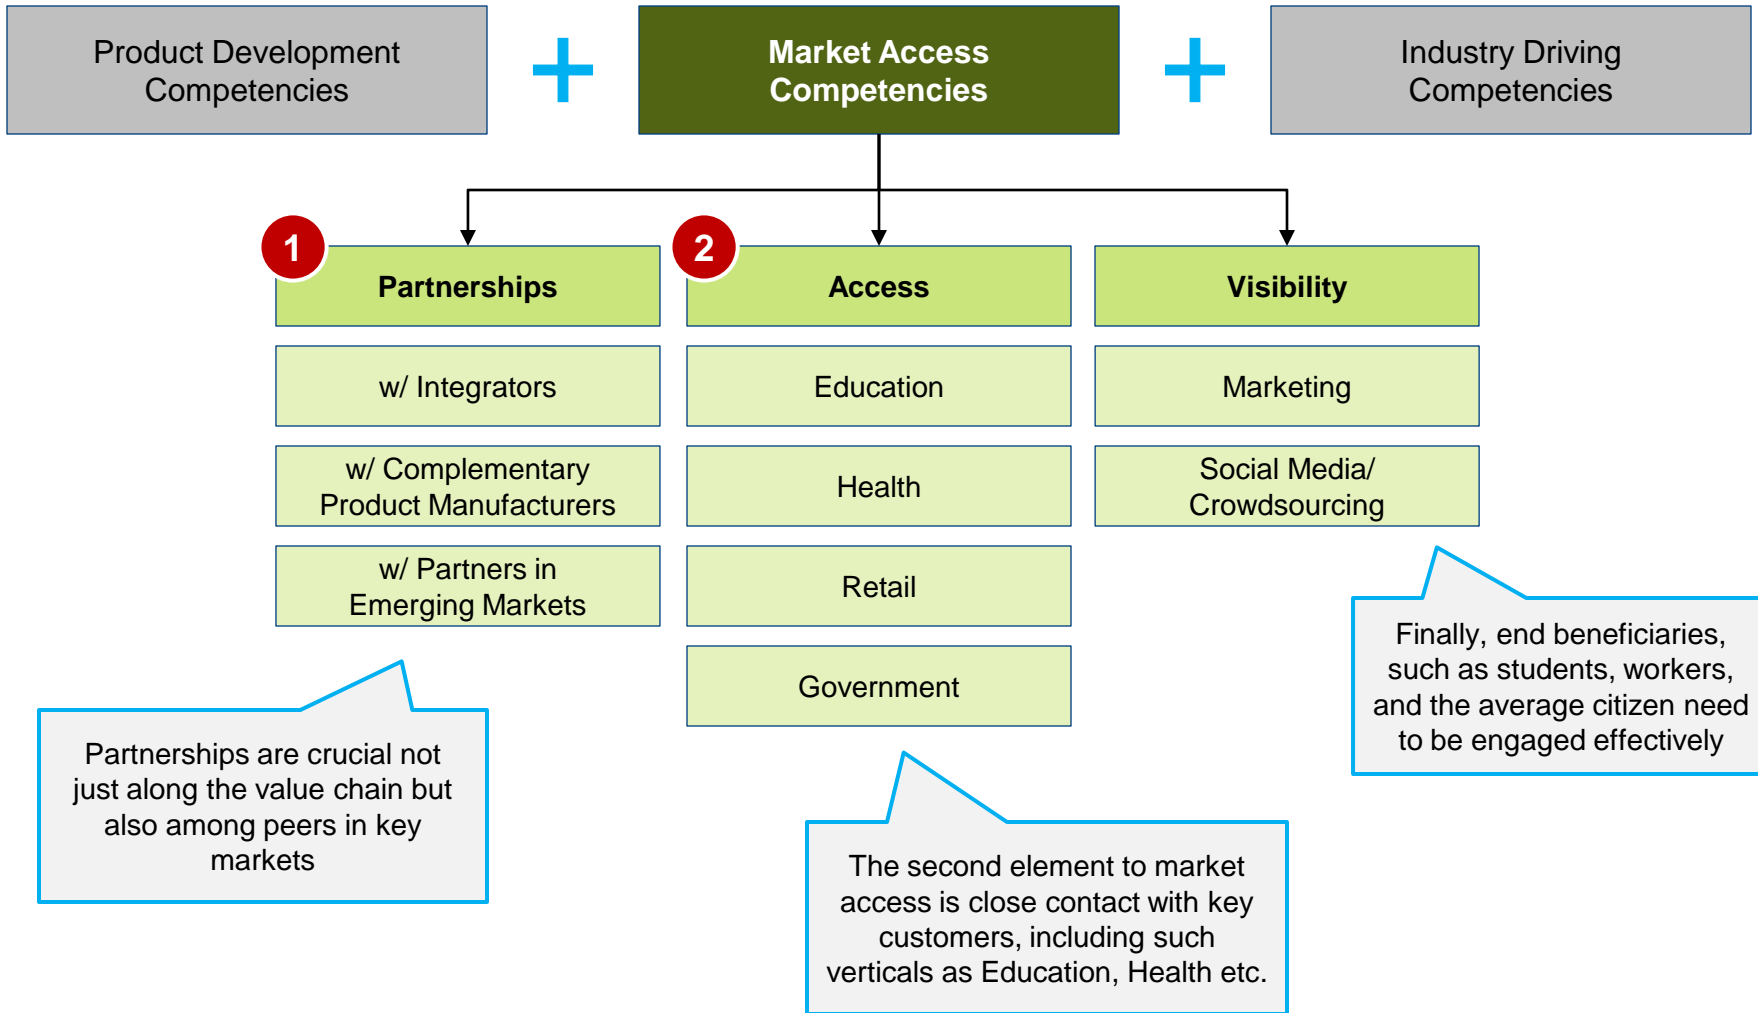 Product Development
Competencies
Market Access
Competencies
Industry Driving
Competencies
1
Partnerships
w/ Integrators
w/ Complementary
Product Manufacturers
w/ Partners in
Emerging Markets
Partnerships are crucial not
just along the value chain but
also among peers in key
markets
2
Access
Education
Health
Retail
Government
The second element to market
access is close contact with key
customers, including such
verticals as Education, Health etc.
Visibility
Marketing
Social Media/
Crowdsourcing
Finally, end beneficiaries,
such as students, workers,
and the average citizen need
to be engaged effectively